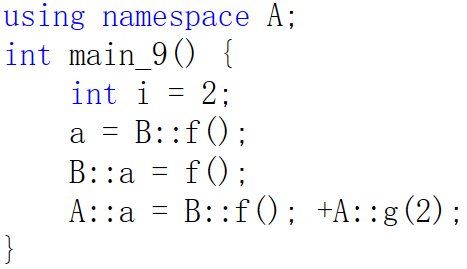 using namespace A;
int main_9() {
    int i = 2;
    a = B::f();
    B::a = f();
    A::a = B::f(); +A::g(2);
}